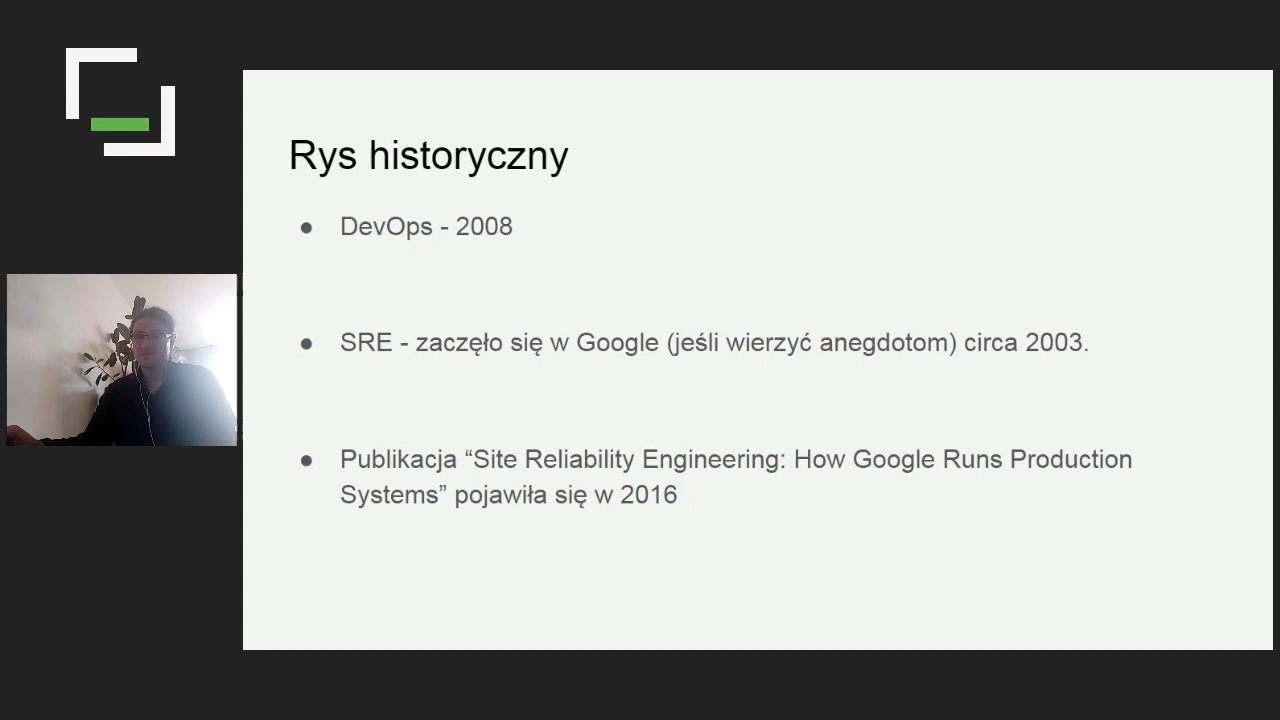 Rys historyczny
● DevOps - 2008
● SRE - zaczęło się w Google (jeśli wierzyć anegdotom) circa 2003.
● Publikacja “Site Reliability Engineering: How Google Runs Production
Systems” pojawiła się w 2016